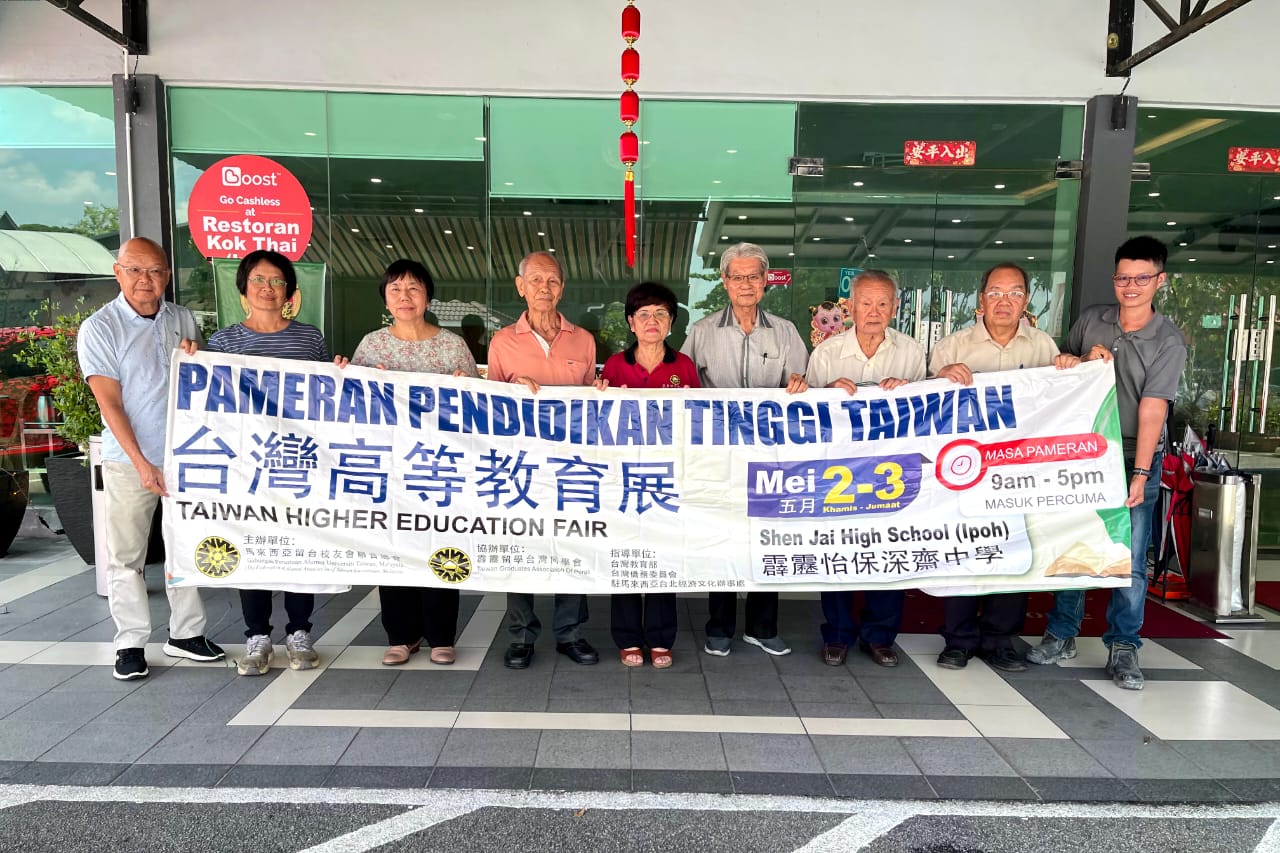 Boost
Go Cashless
at
Restoran
Kok Thai
安平入出
安平入出
Boost
YES
PAMERAN PENDIDIKAN TINGGI TAIWAN
台灣高等教育展
TAIWAN HIGHER EDUCATION FAIR
Mei 2-3
五月 Khamis - Jumaat
MASA PAMERAN
9am - 5pm
MASUK PERCUMA
Shen Jai High School (Ipoh)
霹靂怡保深齋中學
主辦單位:
馬來西亞留台校友會聯合總會
協辦單位:
霹靂留學台灣同學會
Taiwan Graduates Association of Perak
指導單位:
台灣教育部
台灣僑務委員會
駐馬來西亞台北經濟文化辦事處